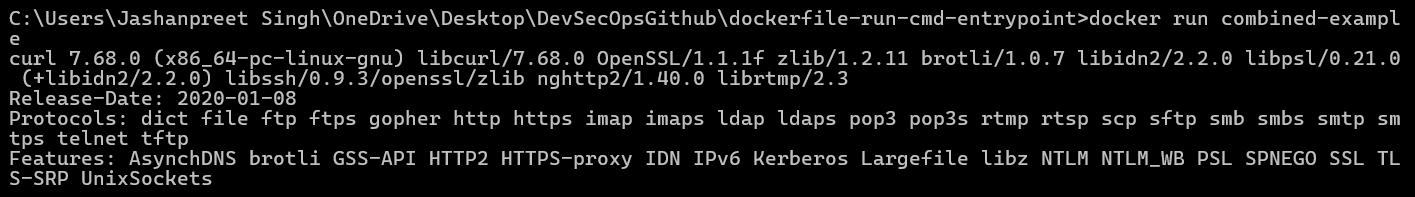 C:\Users\Jashanpreet Singh\OneDrive\Desktop\DevSecOpsGithub\dockerfile-run-cmd-entrypoint>docker run combined-exampl
e
curl 7.68.0 (x86_64-pc-linux-gnu) libcurl/7.68.0 OpenSSL/1.1.1f zlib/1.2.11 brotli/1.0.7 libidn2/2.2.0 libpsl/0.21.0
 (+libidn2/2.2.0) libssh/0.9.3/openssl/zlib nghttp2/1.40.0 librtmp/2.3
Release-Date: 2020-01-08
Protocols: dict file ftp ftps gopher http https imap imaps ldap ldaps pop3 pop3s rtmp rtsp scp sftp smb smbs smtp sm
tps telnet tftp
Features: AsynchDNS brotli GSS-API HTTP2 HTTPS-proxy IDN IPv6 Kerberos Largefile libz NTLM NTLM_WB PSL SPNEGO SSL TL
S-SRP UnixSockets